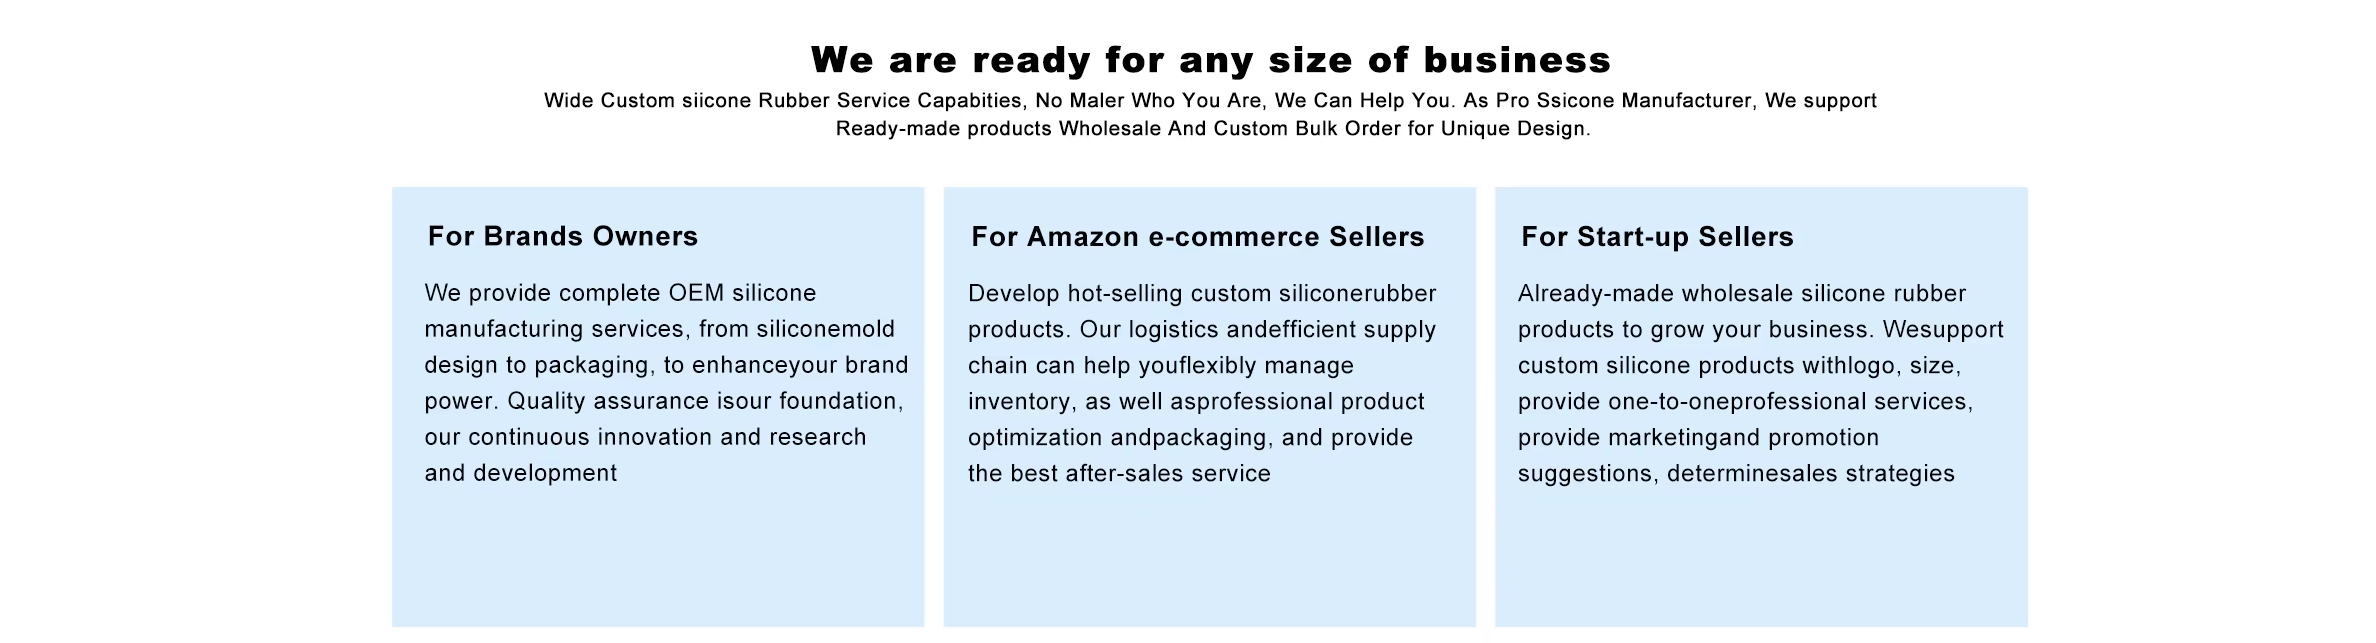 We are ready for any size of business
Wide Custom siicone Rubber Service Capabities, No Maler Who You Are, We Can Help You. As Pro Ssicone Manufacturer, We support
Ready-made products Wholesale And Custom Bulk Order for Unique Design.
For Brands Owners
We provide complete OEM silicone
manufacturing services, from siliconemold
design to packaging, to enhanceyour brand
power. Quality assurance isour foundation,
our continuous innovation and research
and development
For Amazon e-commerce Sellers
Develop hot-selling custom siliconerubber
products. Our logistics andefficient supply
chain can help youflexibly manage
inventory, as well asprofessional product
optimization andpackaging, and provide
the best after-sales service
For Start-up Sellers
Already-made wholesale silicone rubber
products to grow your business. Wesupport
custom silicone products withlogo, size,
provide one-to-oneprofessional services,
provide marketingand promotion
suggestions, determinesales strategies